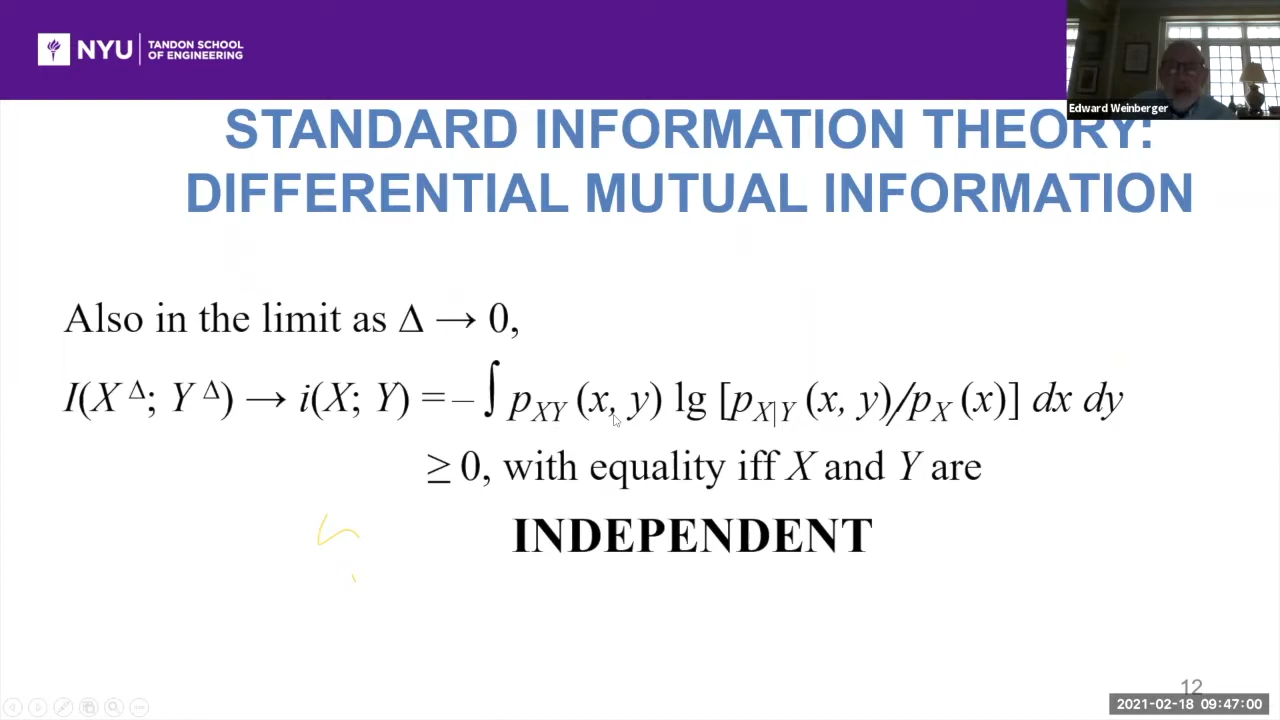 NYU
TANDON SCHOOL
OF ENGINEERING
Edward Weinberger
STANDARD INFORMATION THEORY:
DIFFERENTIAL MUTUAL INFORMATION
Also in the limit as Δ → 0,
I(X^Δ; Y^Δ) → i(X; Y) = – ∫ p_XY (x, y) lg [p_X|Y (x, y)/p_X (x)] dx dy
≥ 0, with equality iff X and Y are
INDEPENDENT
12
2021-02-18 09:47:00